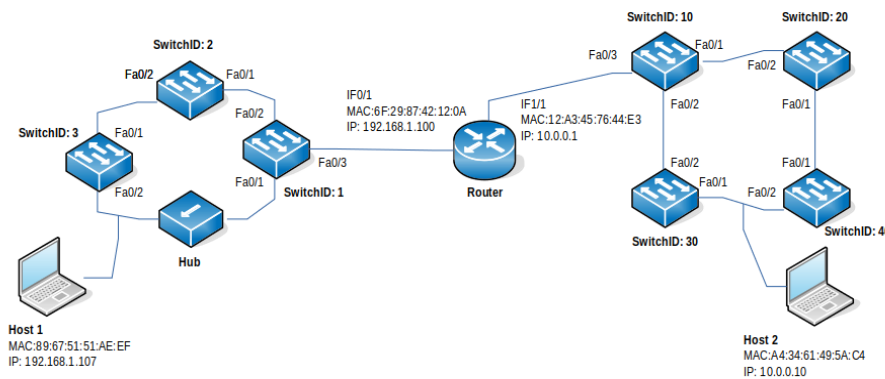 SwitchID: 2
Fa0/2
Fa0/1
SwitchID: 3
Fa0/1
Fa0/2
Fa0/2
Fa0/1
Fa0/3
SwitchID: 1
Hub
Host 1
MAC:89:67:51:51:AE:EF
IP: 192.168.1.107
IF0/1
MAC:6F:29:87:42:12:0A
IP: 192.168.1.100
Router
IF1/1
MAC:12:A3:45:76:44:E3
IP: 10.0.0.1
SwitchID: 10
Fa0/3
Fa0/1
Fa0/2
SwitchID: 20
Fa0/2
Fa0/1
Fa0/2
Fa0/1
SwitchID: 30
Fa0/1
Fa0/2
SwitchID: 40
Host 2
MAC:A4:34:61:49:5A:C4
IP: 10.0.0.10